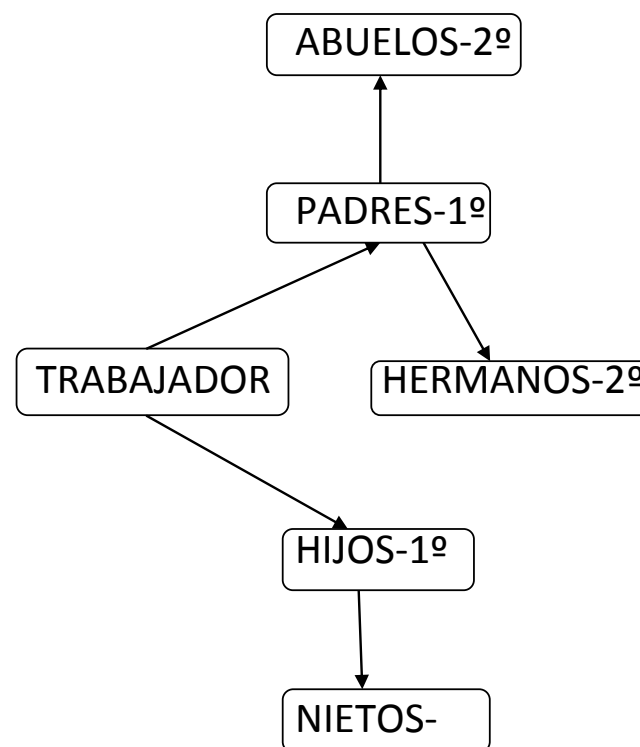 ABUELOS-2º
PADRES-1º
TRABAJADOR
HERMANOS-2º
HIJOS-1º
NIETOS-